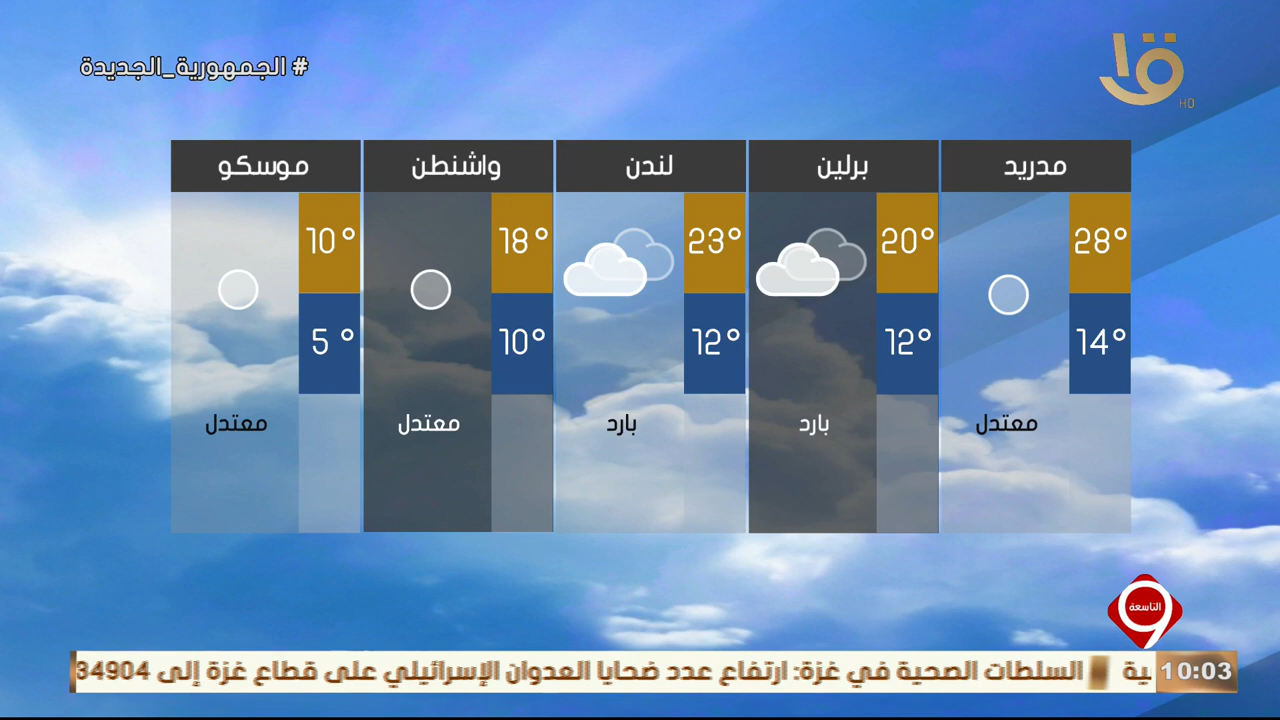 #الجمهورية_الجديدة
HD
مدريد
28°
14°
معتدل
برلين
20°
12°
بارد
لندن
23°
12°
بارد
واشنطن
18°
10°
معتدل
موسكو
10°
5°
معتدل
التاسعة
9
10:03
ية السلطات الصحية في غزة: ارتفاع عدد ضحايا العدوان الإسرائيلي على قطاع غزة إلى 34904